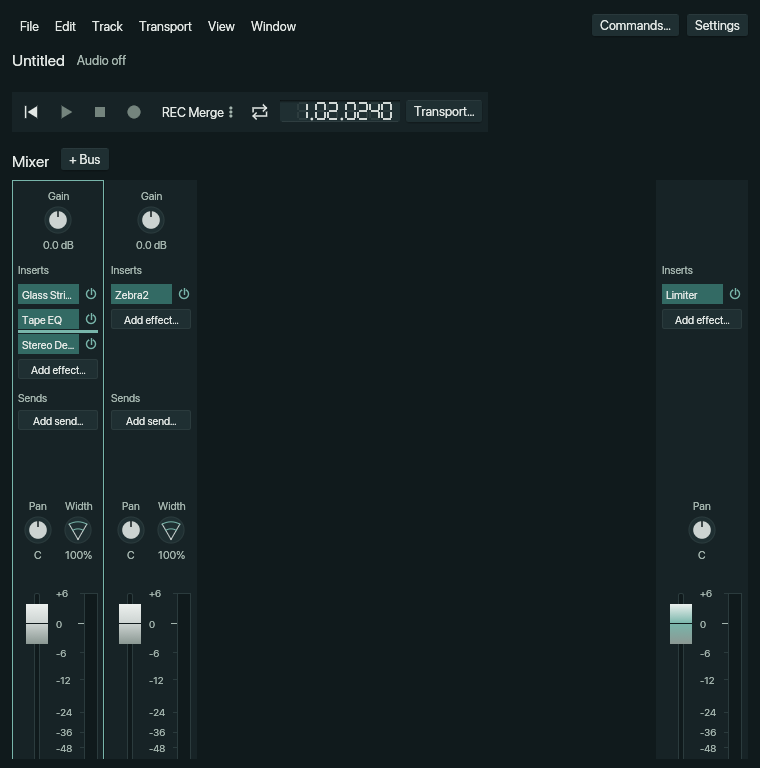 File Edit Track Transport View Window Commands... Settings
Untitled Audio off
REC Merge 1.02.0240 Transport...
Mixer + Bus
Gain Gain
0.0 dB 0.0 dB
Inserts Inserts Inserts
Glass Stri... Zebra2 Limiter
Tape EQ Add effect... Add effect...
Stereo De...
Add effect...
Sends Sends
Add send... Add send...
Pan Width Pan Width Pan
C 100% C 100% C
+6 +6 +6
0 0 0
-6 -6 -6
-12 -12 -12
-24 -24 -24
-36 -36 -36
-48 -48 -48